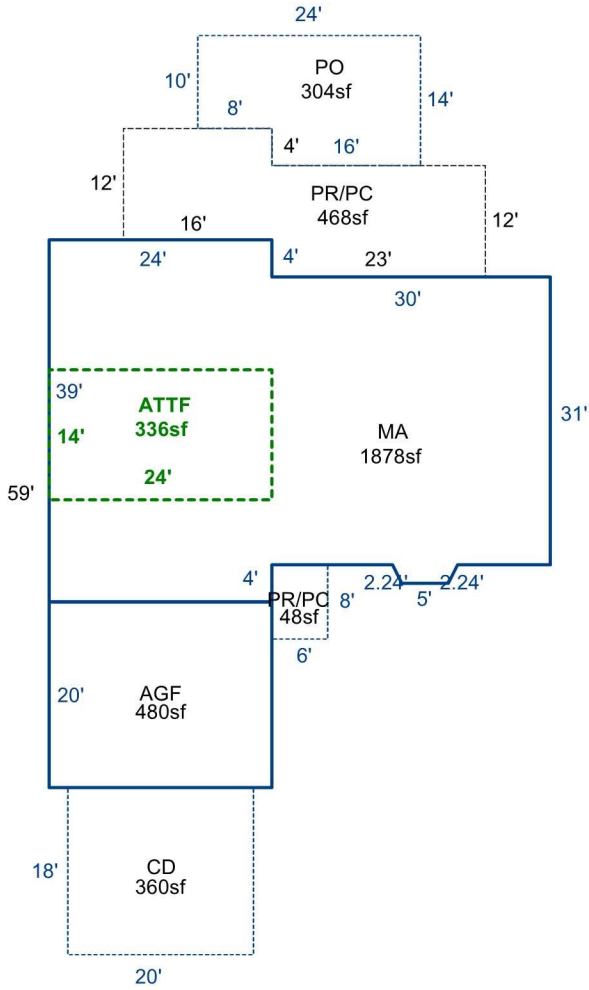 24'
PO
304sf
10'
14'
8'
4'
16'
12'
PR/PC
468sf
12'
16'
24'
4'
23'
30'
39'
ATTF
336sf
14'
24'
MA
1878sf
31'
59'
4'
PR/PC
48sf
8'
2.24'
5'
2.24'
6'
20'
AGF
480sf
18'
CD
360sf
20'